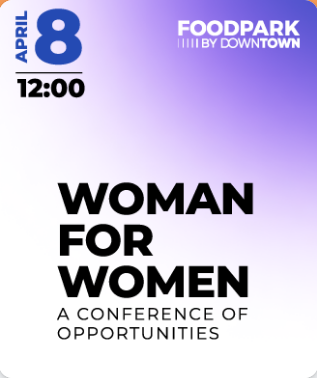 APRIL
8
12:00
FOODPARK
BY DOWNTOWN
WOMAN
FOR
WOMEN
A CONFERENCE OF
OPPORTUNITIES